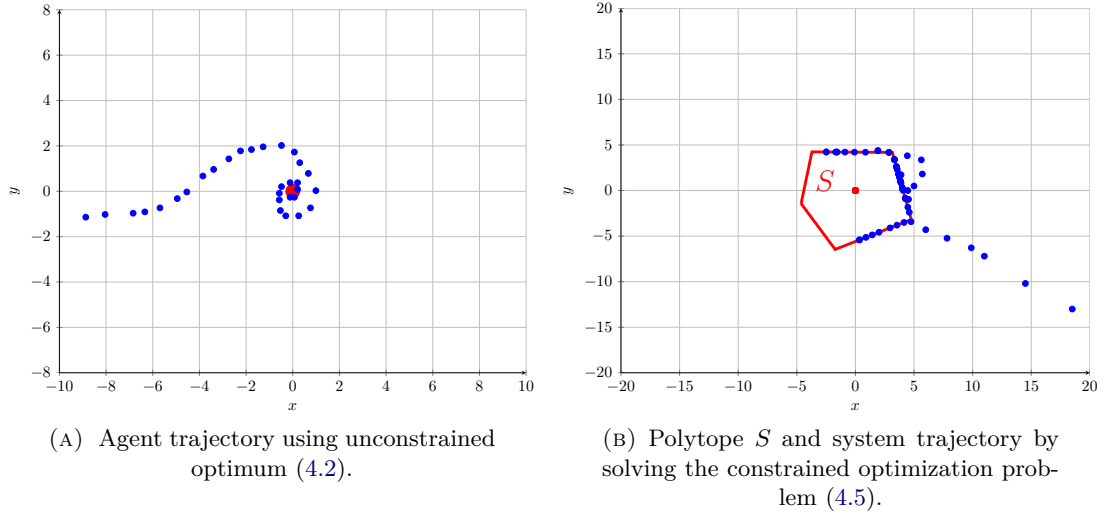 8
6
4
2
0
−2
−4
−6
−8
y
−10 −8 −6 −4 −2 0 2 4 6 8 10
x
(A) Agent trajectory using unconstrained
optimum (4.2).
20
15
10
5
0
−5
−10
−15
−20
y
S
−20 −15 −10 −5 0 5 10 15 20
x
(B) Polytope S and system trajectory by
solving the constrained optimization prob-
lem (4.5).